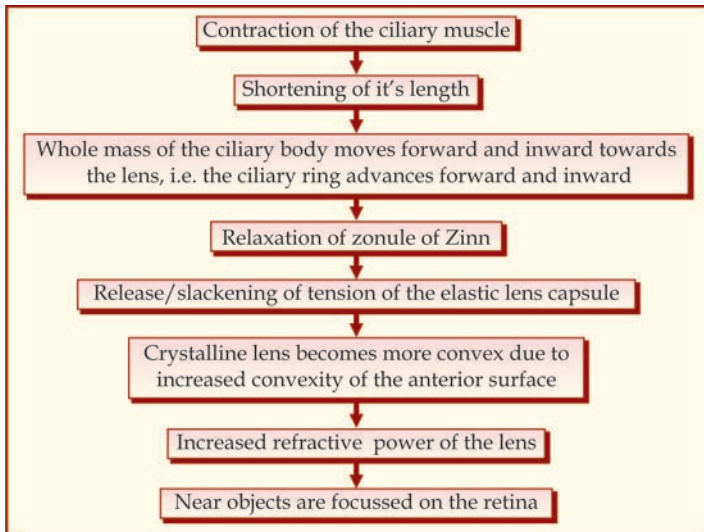 Contraction of the ciliary muscle
Shortening of it's length
Whole mass of the ciliary body moves forward and inward towards
the lens, i.e. the ciliary ring advances forward and inward
Relaxation of zonule of Zinn
Release/slackening of tension of the elastic lens capsule
Crystalline lens becomes more convex due to
increased convexity of the anterior surface
Increased refractive power of the lens
Near objects are focussed on the retina